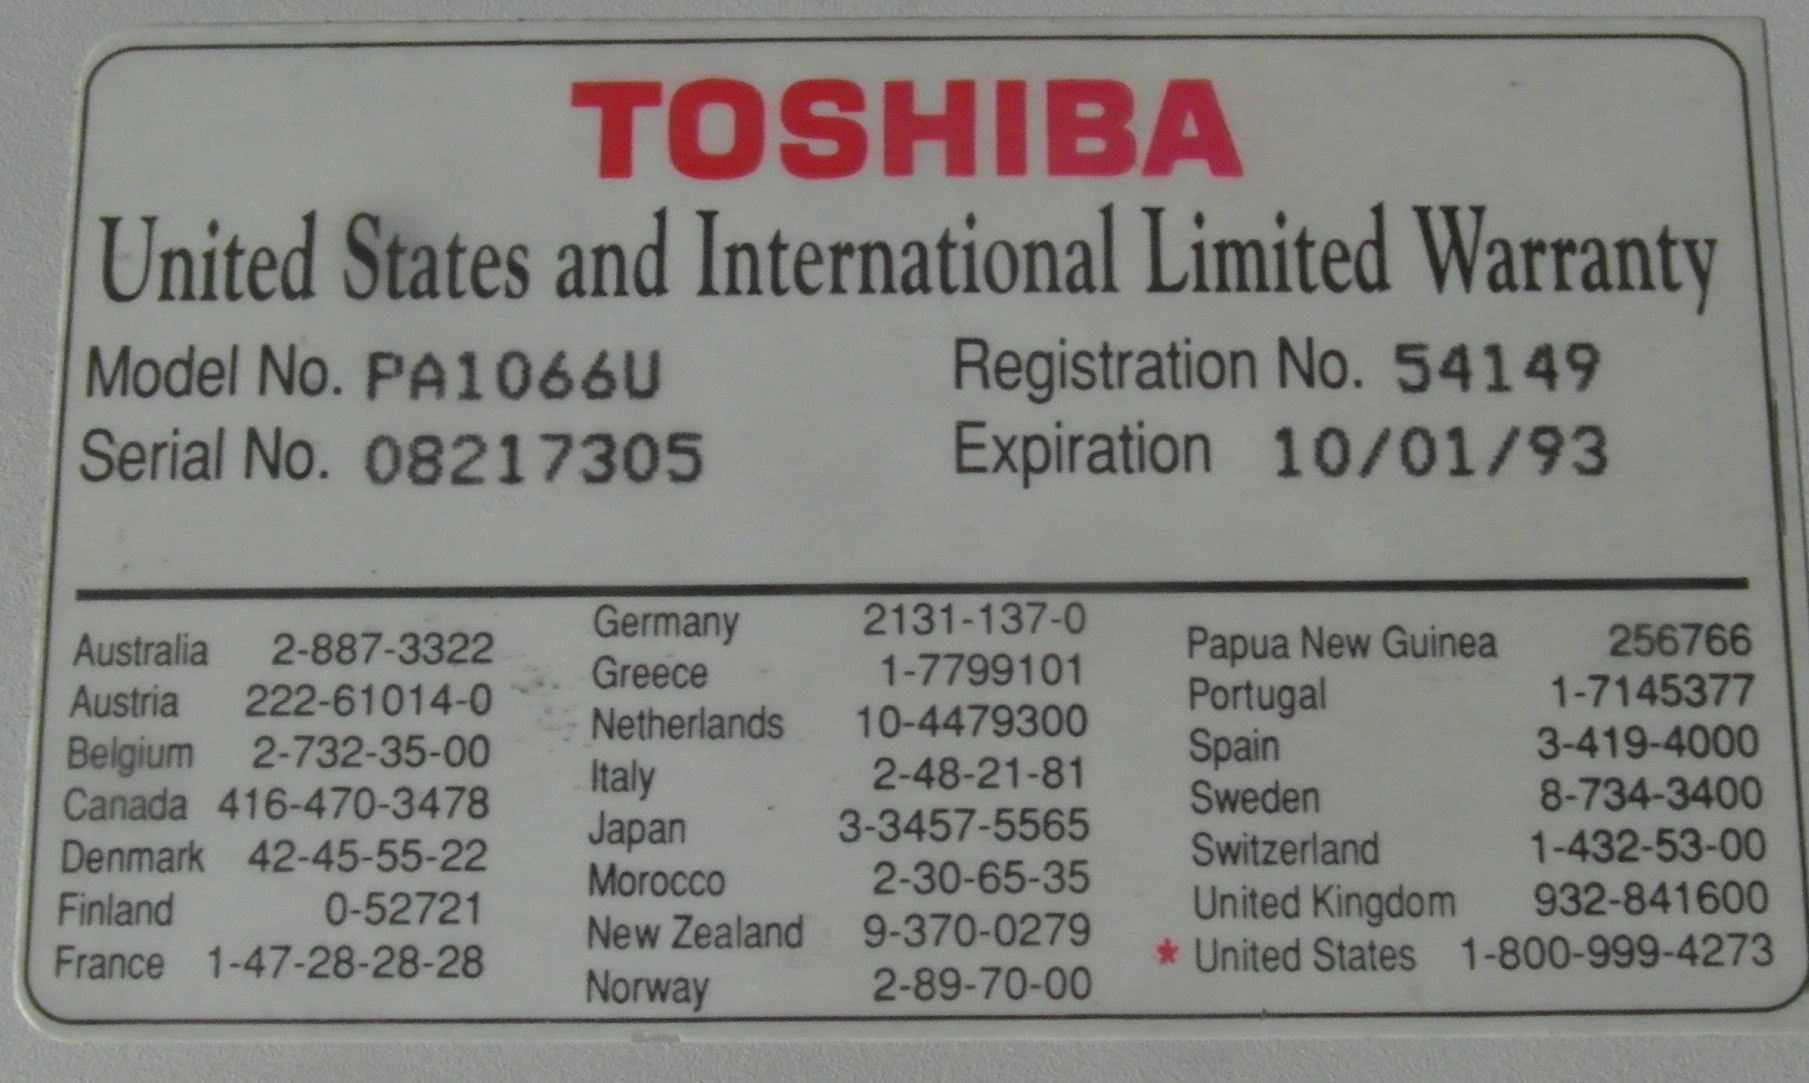 TOSHIBA
United States and International Limited Warranty
Model No. PA1066U Registration No. 54149
Serial No. 08217305 Expiration 10/01/93
Australia 2-887-3322
Austria 222-61014-0
Belgium 2-732-35-00
Canada 416-470-3478
Denmark 42-45-55-22
Finland 0-52721
France 1-47-28-28-28
Germany 2131-137-0
Greece 1-7799101
Netherlands 10-4479300
Italy 2-48-21-81
Japan 3-3457-5565
Morocco 2-30-65-35
New Zealand 9-370-0279
Norway 2-89-70-00
Papua New Guinea 256766
Portugal 1-7145377
Spain 3-419-4000
Sweden 8-734-3400
Switzerland 1-432-53-00
United Kingdom 932-841600
* United States 1-800-999-4273